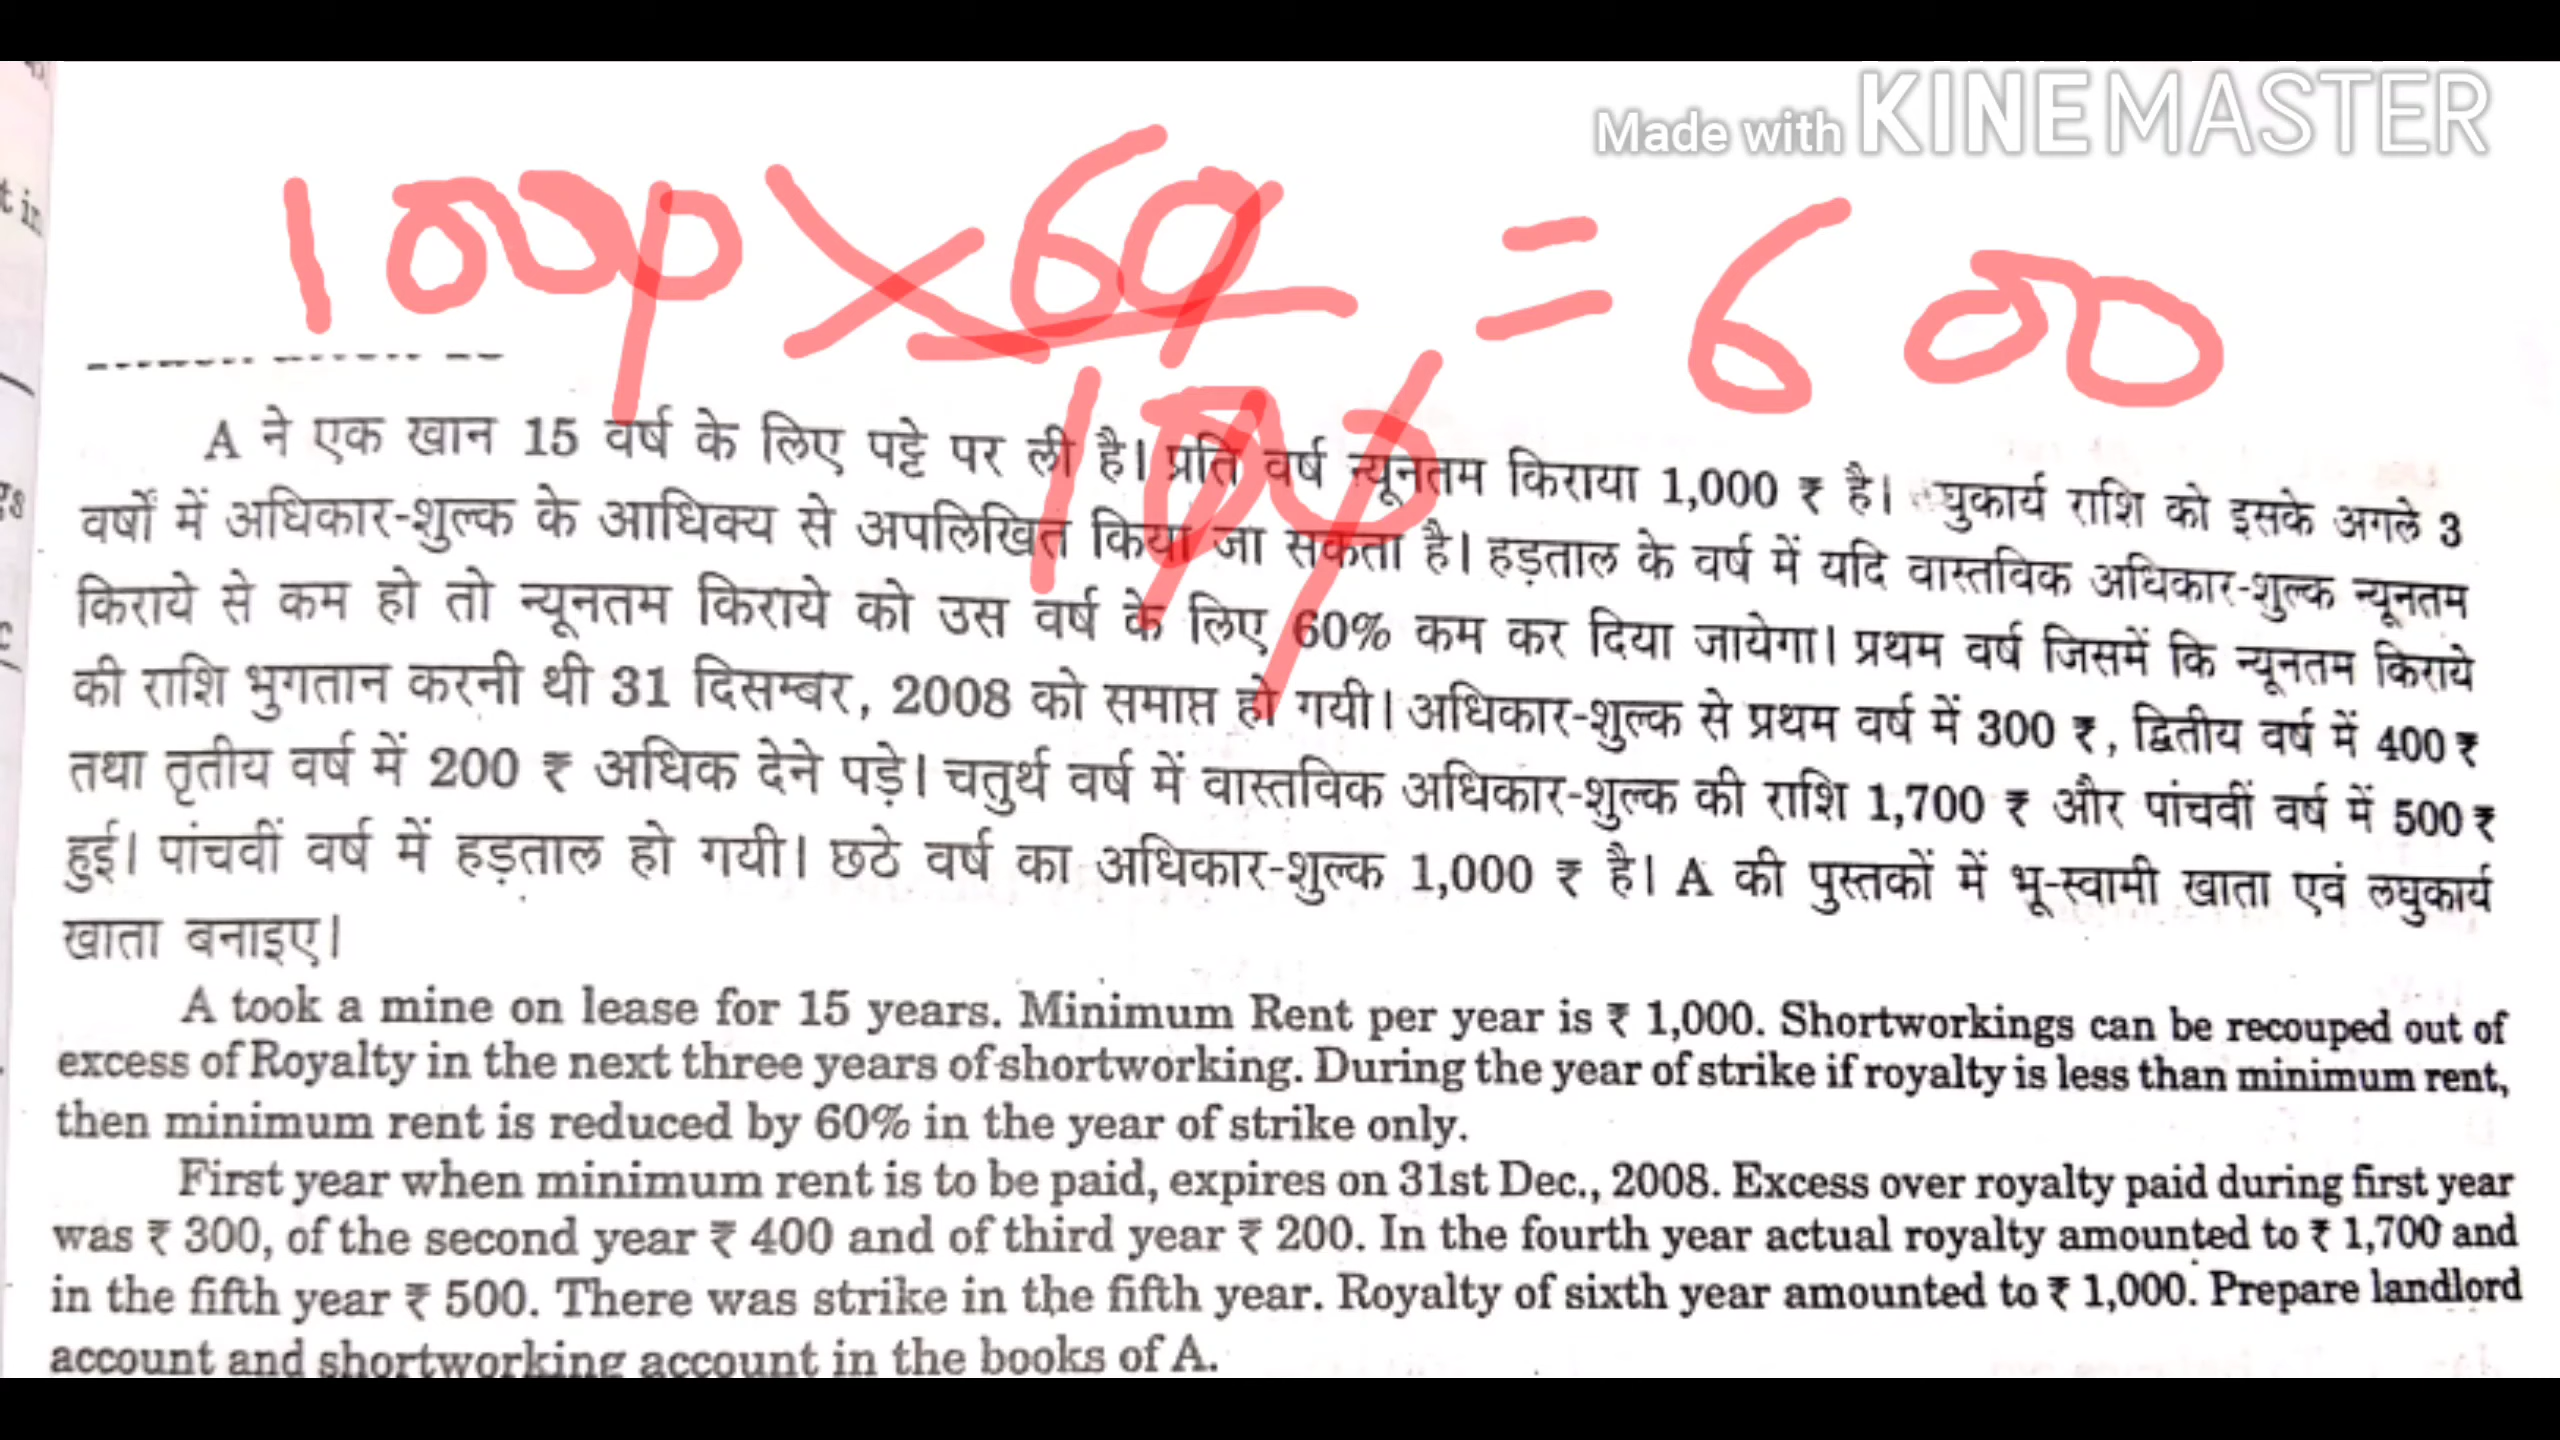 Made with KINEMASTER
1000 × 60/100 = 600
A ने एक खान 15 वर्ष के लिए पट्टे पर ली है। प्रति वर्ष न्यूनतम किराया 1,000 ₹ है। घुकार्य राशि को इसके अगले 3
वर्षों में अधिकार-शुल्क के आधिक्य से अपलिखित किया जा सकता है। हड़ताल के वर्ष में यदि वास्तविक अधिकार-शुल्क न्यूनतम
किराये से कम हो तो न्यूनतम किराये को उस वर्ष के लिए 60% कम कर दिया जायेगा। प्रथम वर्ष जिसमें कि न्यूनतम किराये
की राशि भुगतान करनी थी 31 दिसम्बर, 2008 को समाप्त हो गयी। अधिकार-शुल्क से प्रथम वर्ष में 300 ₹, द्वितीय वर्ष में 400 ₹
तथा तृतीय वर्ष में 200 ₹ अधिक देने पड़े। चतुर्थ वर्ष में वास्तविक अधिकार-शुल्क की राशि 1,700 ₹ और पांचवीं वर्ष में 500 ₹
हुई। पांचवीं वर्ष में हड़ताल हो गयी। छठे वर्ष का अधिकार-शुल्क 1,000 ₹ है। A की पुस्तकों में भू-स्वामी खाता एवं लघुकार्य
खाता बनाइए।
A took a mine on lease for 15 years. Minimum Rent per year is ₹ 1,000. Shortworkings can be recouped out of
excess of Royalty in the next three years of shortworking. During the year of strike if royalty is less than minimum rent,
then minimum rent is reduced by 60% in the year of strike only.
First year when minimum rent is to be paid, expires on 31st Dec., 2008. Excess over royalty paid during first year
was ₹ 300, of the second year ₹ 400 and of third year ₹ 200. In the fourth year actual royalty amounted to ₹ 1,700 and
in the fifth year ₹ 500. There was strike in the fifth year. Royalty of sixth year amounted to ₹ 1,000. Prepare landlord
account and shortworking account in the books of A.